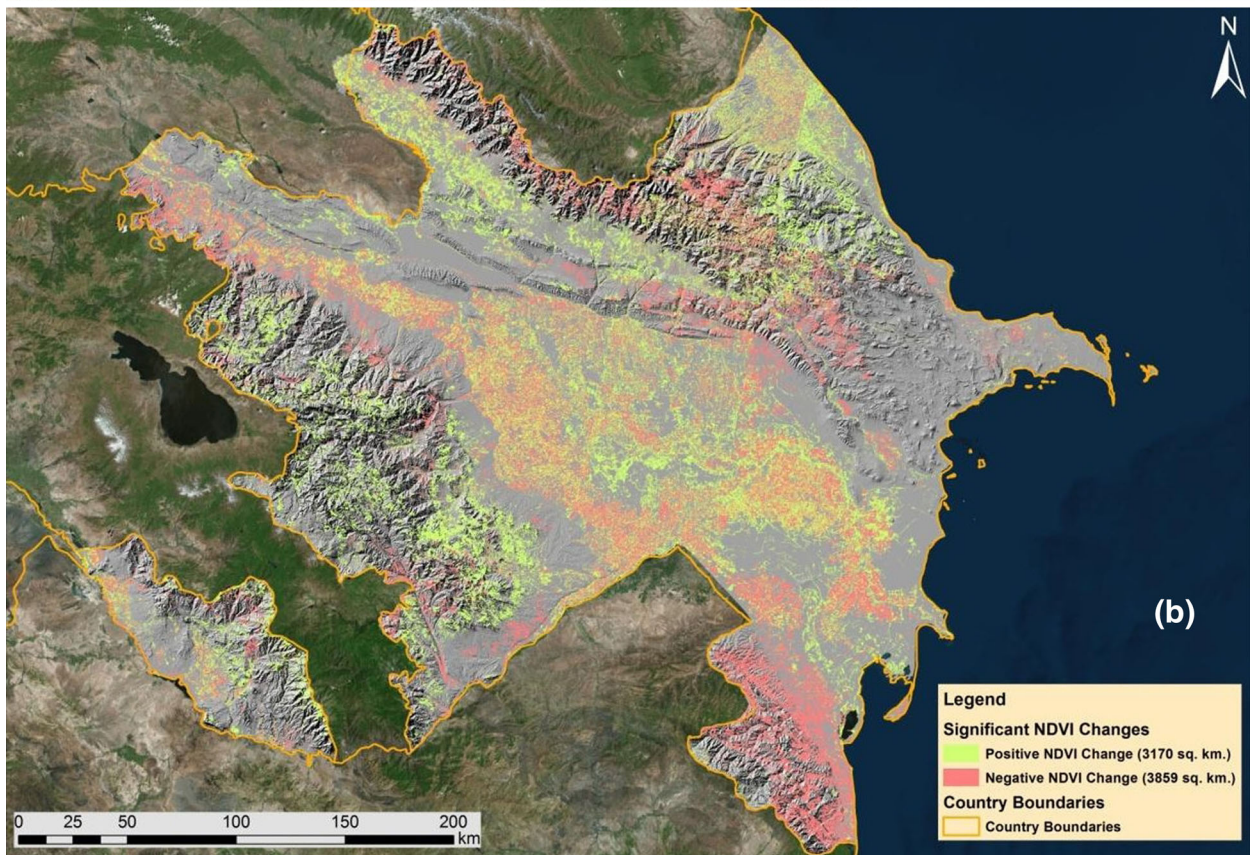 N
(b)
Legend
Significant NDVI Changes
Positive NDVI Change (3170 sq. km.)
Negative NDVI Change (3859 sq. km.)
Country Boundaries
Country Boundaries
0 25 50 100 150 200
km